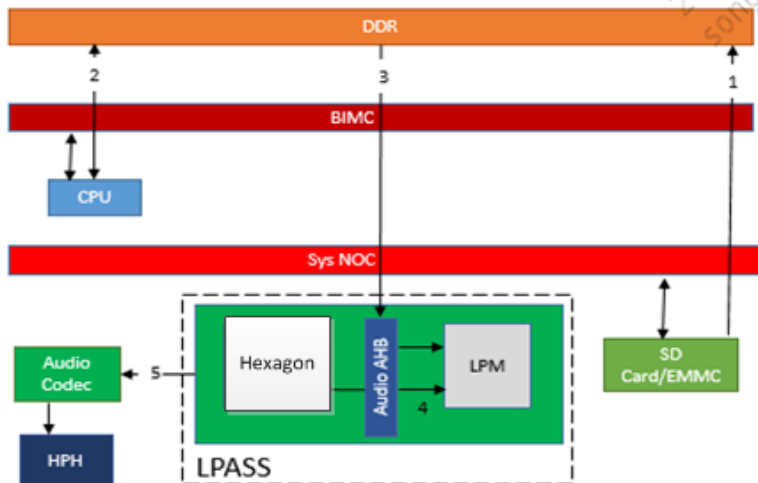 song
DDR
2
3
1
BIMC
CPU
Sys NOC
Hexagon
Audio AHB
LPM
4
5
Audio
Codec
HPH
LPASS
SD
Card/EMMC